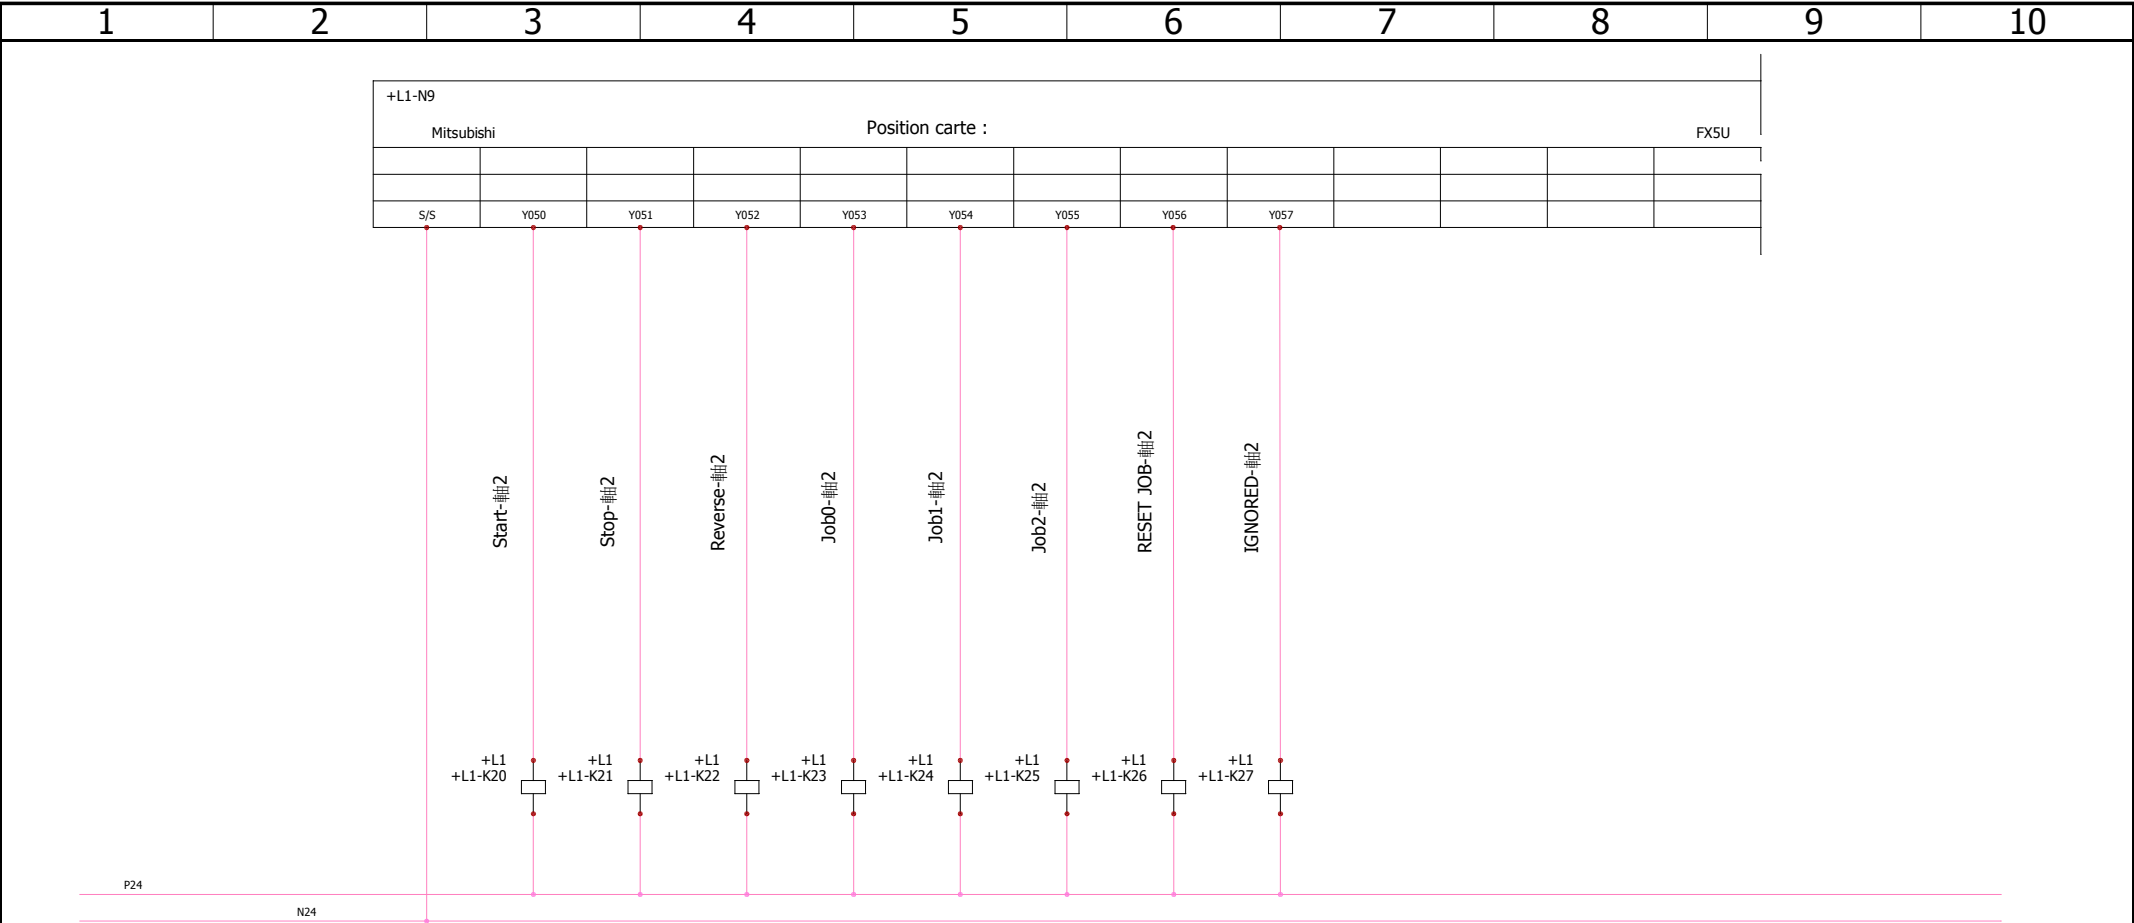 1 2 3 4 5 6 7 8 9 10
+L1-N9
Mitsubishi Position carte : FX5U
S/S Y050 Y051 Y052 Y053 Y054 Y055 Y056 Y057
Start-軸2
Stop-軸2
Reverse-軸2
Job0-軸2
Job1-軸2
Job2-軸2
RESET JOB-軸2
IGNORED-軸2
+L1 +L1 +L1 +L1 +L1 +L1 +L1 +L1
+L1-K20 +L1-K21 +L1-K22 +L1-K23 +L1-K24 +L1-K25 +L1-K26 +L1-K27
P24
N24